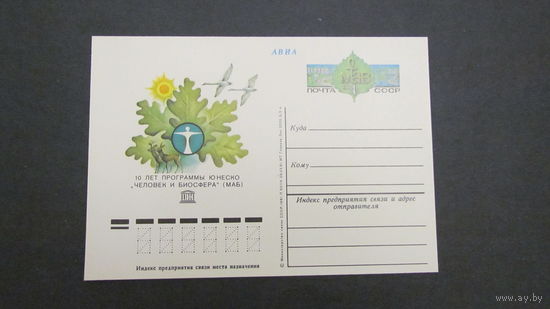 АВИА
МАВ
ПОЧТА СССР
10 ЛЕТ ПРОГРАММЫ ЮНЕСКО
„ЧЕЛОВЕК И БИОСФЕРА" (МАБ)
Куда
Кому
Индекс предприятия связи и адрес
отправителя
Индекс предприятия связи места назначения
www.ay.by